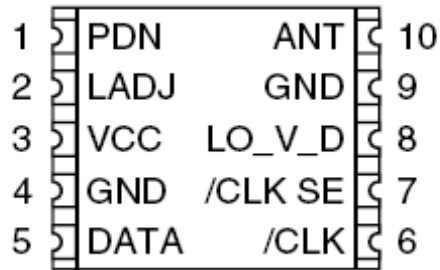 1 PDN ANT 10
2 LADJ GND 9
3 VCC LO_V_D 8
4 GND /CLK SE 7
5 DATA /CLK 6